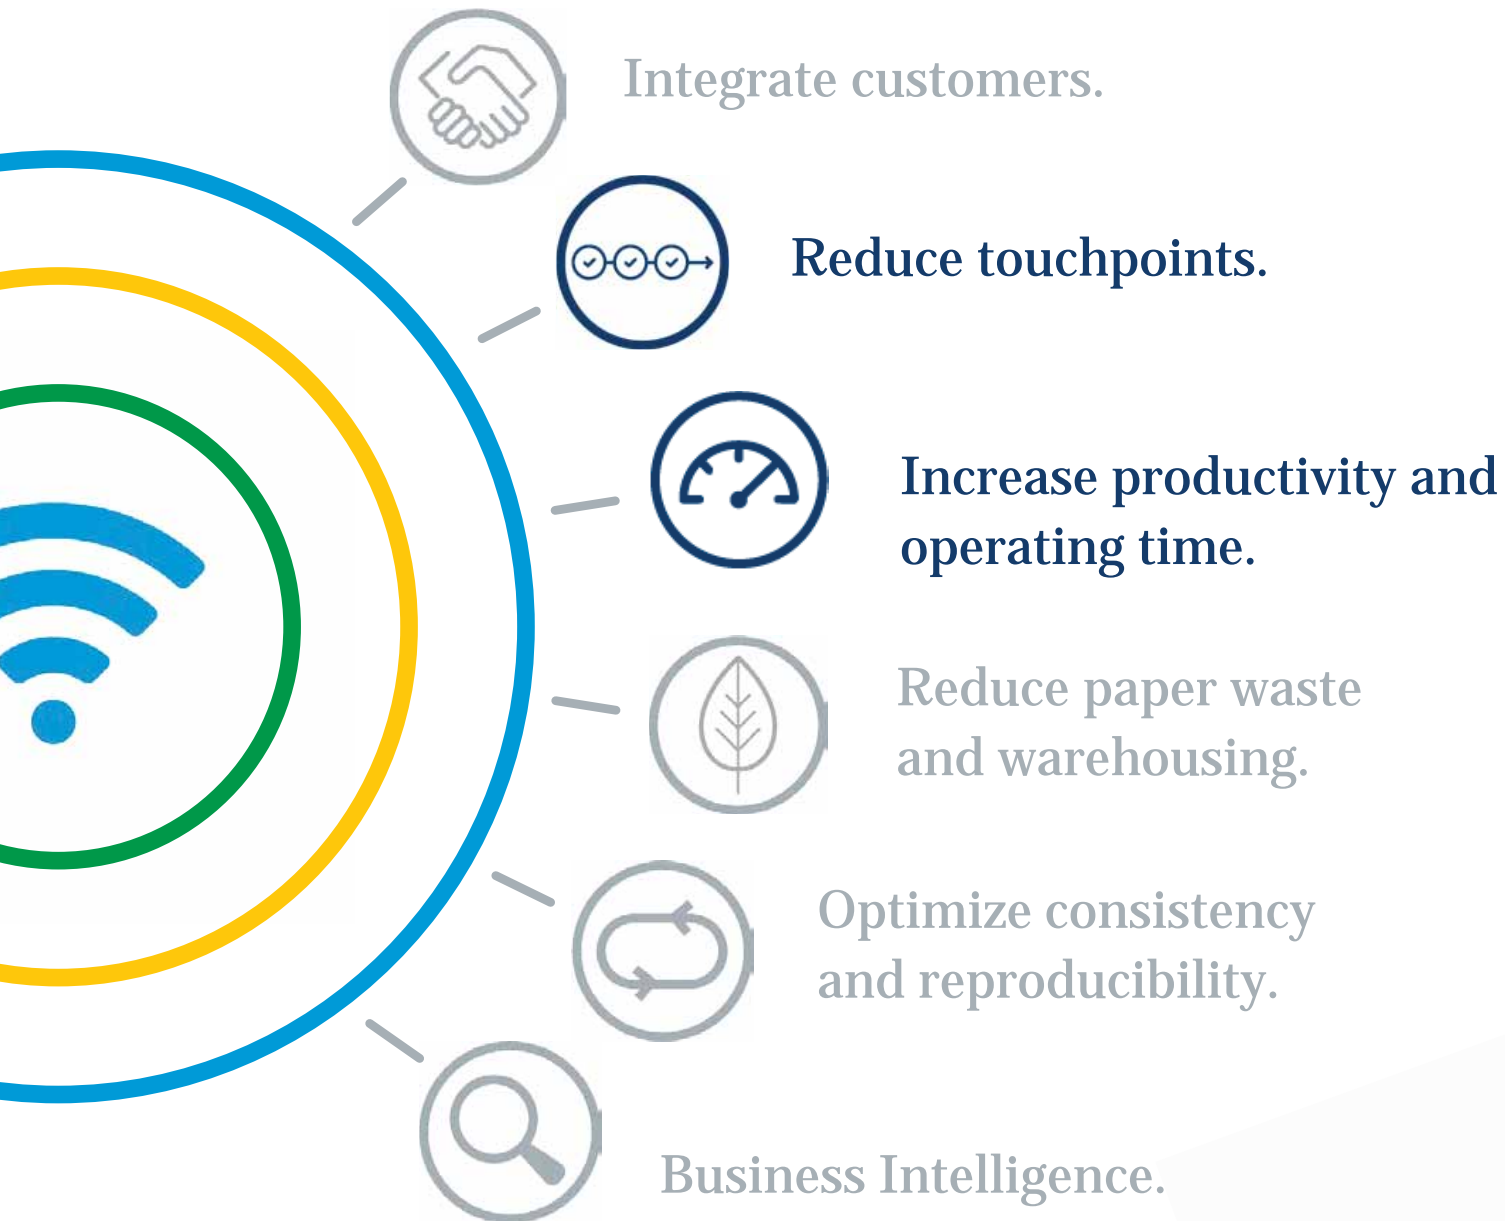 Integrate customers.
Reduce touchpoints.
Increase productivity and
operating time.
Reduce paper waste
and warehousing.
Optimize consistency
and reproducibility.
Business Intelligence.